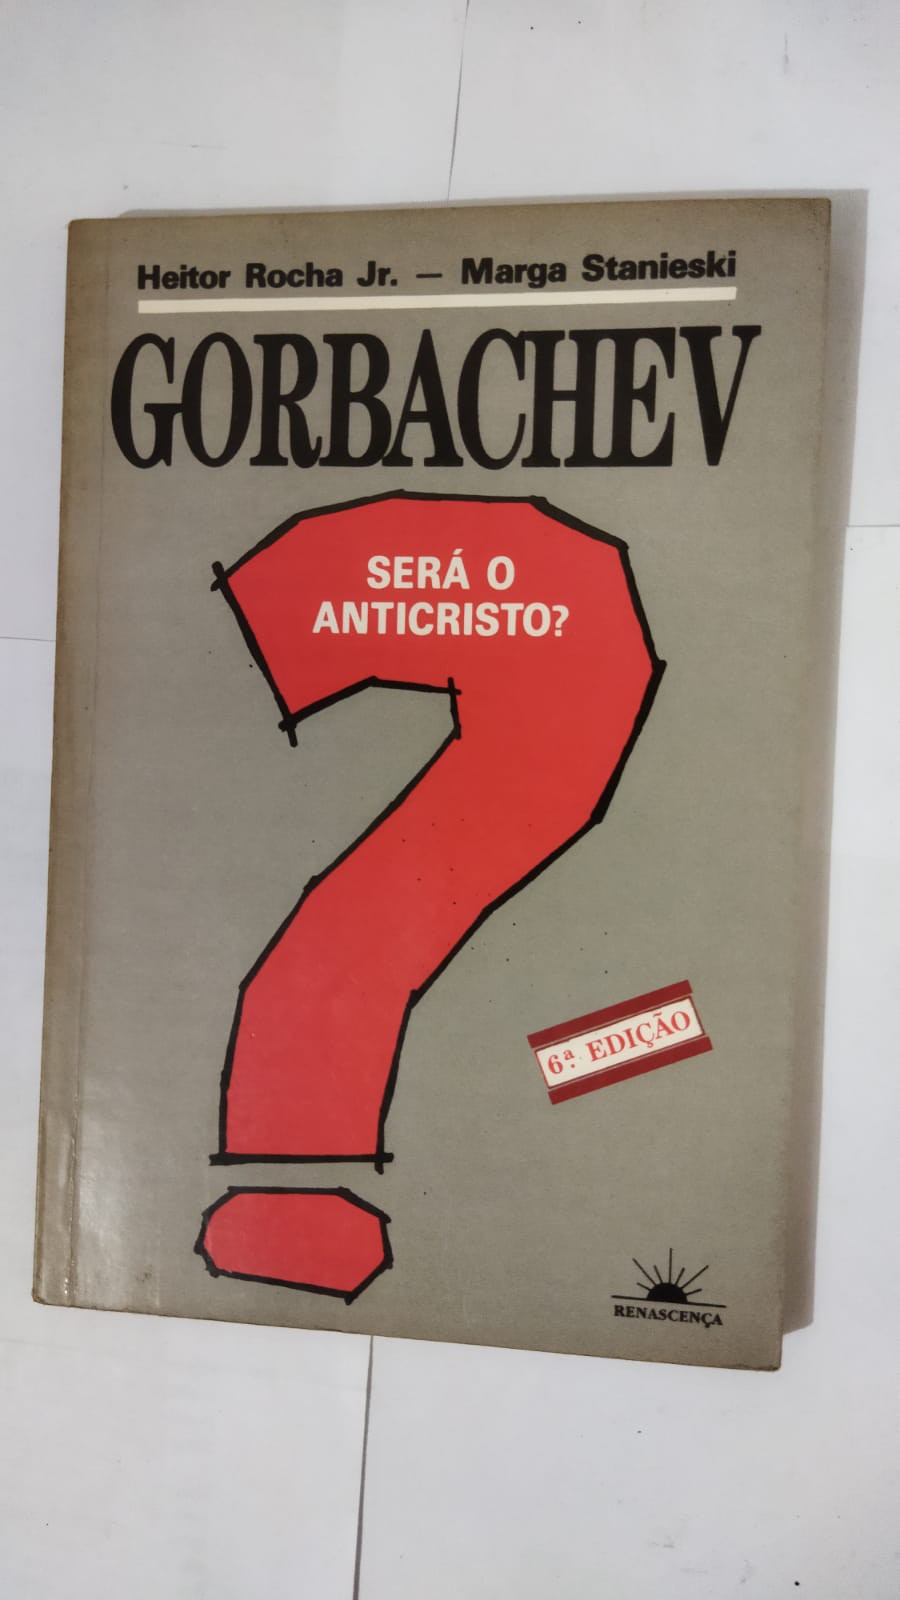 Heitor Rocha Jr. — Marga Stanieski
GORBACHEV
SERÁ O
ANTICRISTO?
6ª. EDIÇÃO
RENASCENÇA